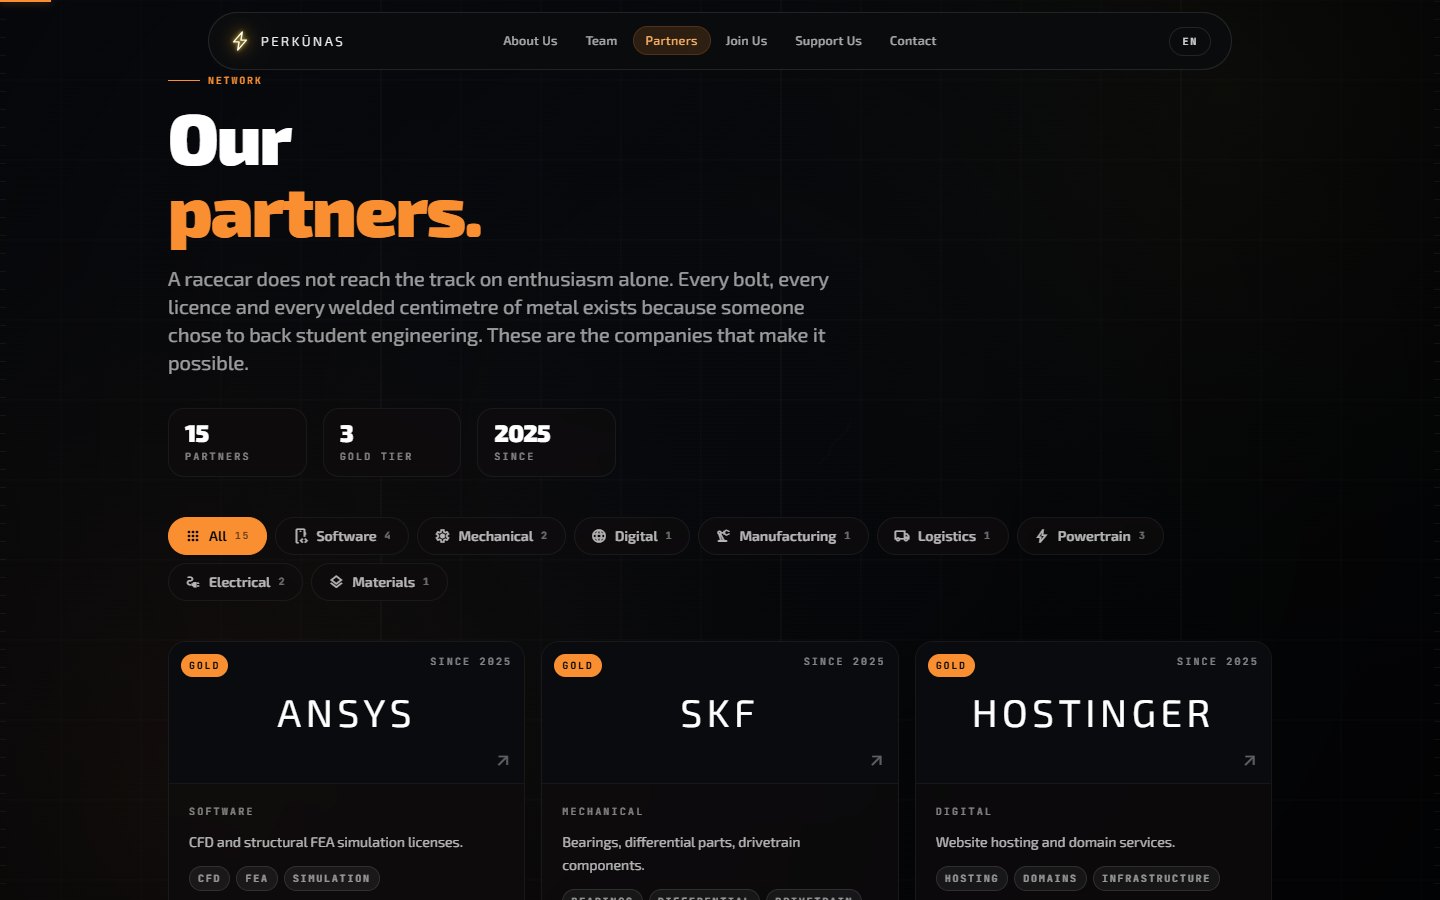 PERKŪNAS
About Us
Team
Partners
Join Us
Support Us
Contact
EN
NETWORK
Our
partners.
A racecar does not reach the track on enthusiasm alone. Every bolt, every
licence and every welded centimetre of metal exists because someone
chose to back student engineering. These are the companies that make it
possible.
15
PARTNERS
3
GOLD TIER
2025
SINCE
All 15
Software 4
Mechanical 2
Digital 1
Manufacturing 1
Logistics 1
Powertrain 3
Electrical 2
Materials 1
GOLD
SINCE 2025
ANSYS
SOFTWARE
CFD and structural FEA simulation licenses.
CFD
FEA
SIMULATION
GOLD
SINCE 2025
SKF
MECHANICAL
Bearings, differential parts, drivetrain
components.
BEARINGS
DIFFERENTIAL
DRIVETRAIN
GOLD
SINCE 2025
HOSTINGER
DIGITAL
Website hosting and domain services.
HOSTING
DOMAINS
INFRASTRUCTURE